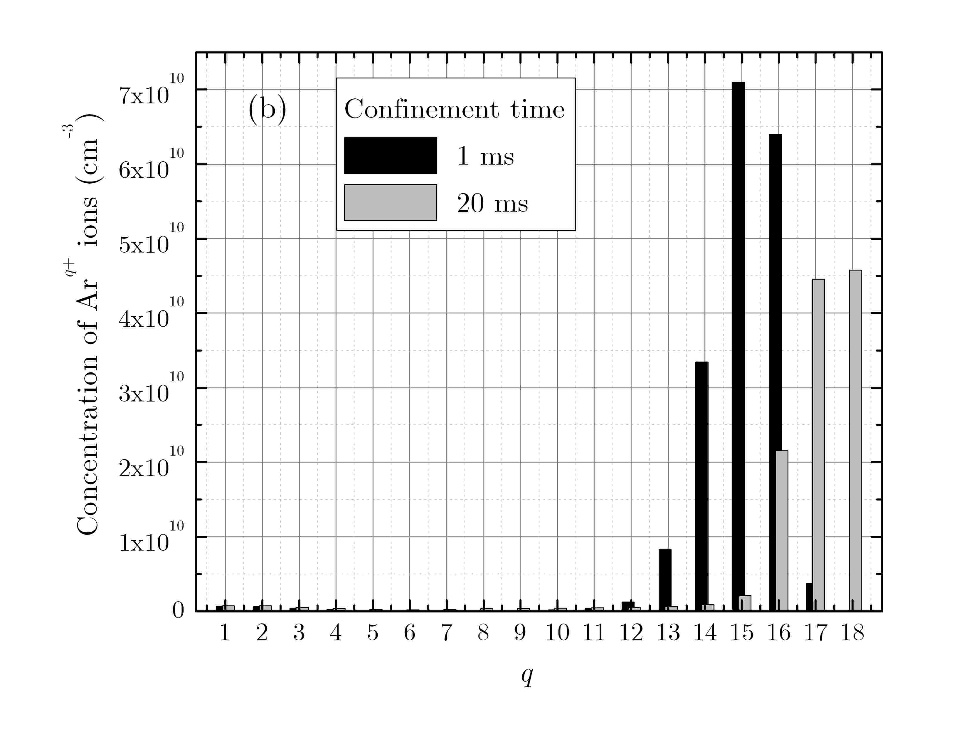 (b)
Confinement time
1 ms
20 ms
Concentration of Ar^q+ ions (cm^-3)
7x10^10
6x10^10
5x10^10
4x10^10
3x10^10
2x10^10
1x10^10
0
1 2 3 4 5 6 7 8 9 10 11 12 13 14 15 16 17 18
q